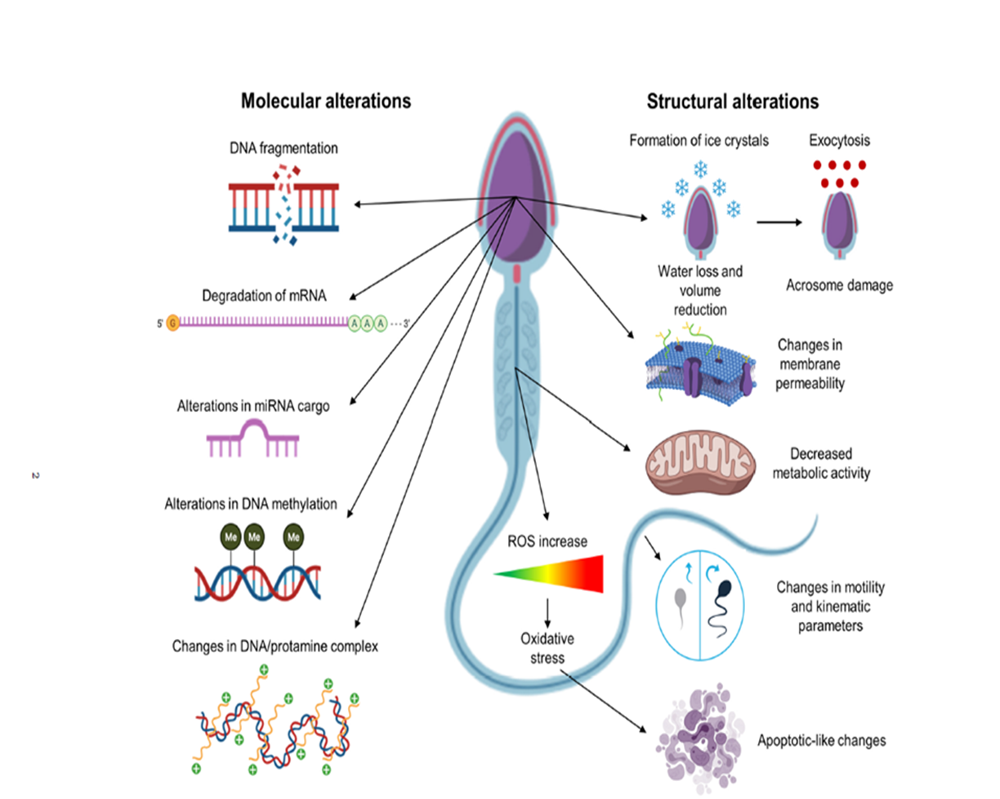 Molecular alterations
DNA fragmentation
Degradation of mRNA
5' G A A A 3'
Alterations in miRNA cargo
Alterations in DNA methylation
Me Me Me
Changes in DNA/protamine complex
+ + + + + + + + + +
2
ROS increase
Oxidative
stress
Structural alterations
Formation of ice crystals
Exocytosis
Water loss and
volume
reduction
Acrosome damage
Changes in
membrane
permeability
Decreased
metabolic activity
Changes in motility
and kinematic
parameters
Apoptotic-like changes